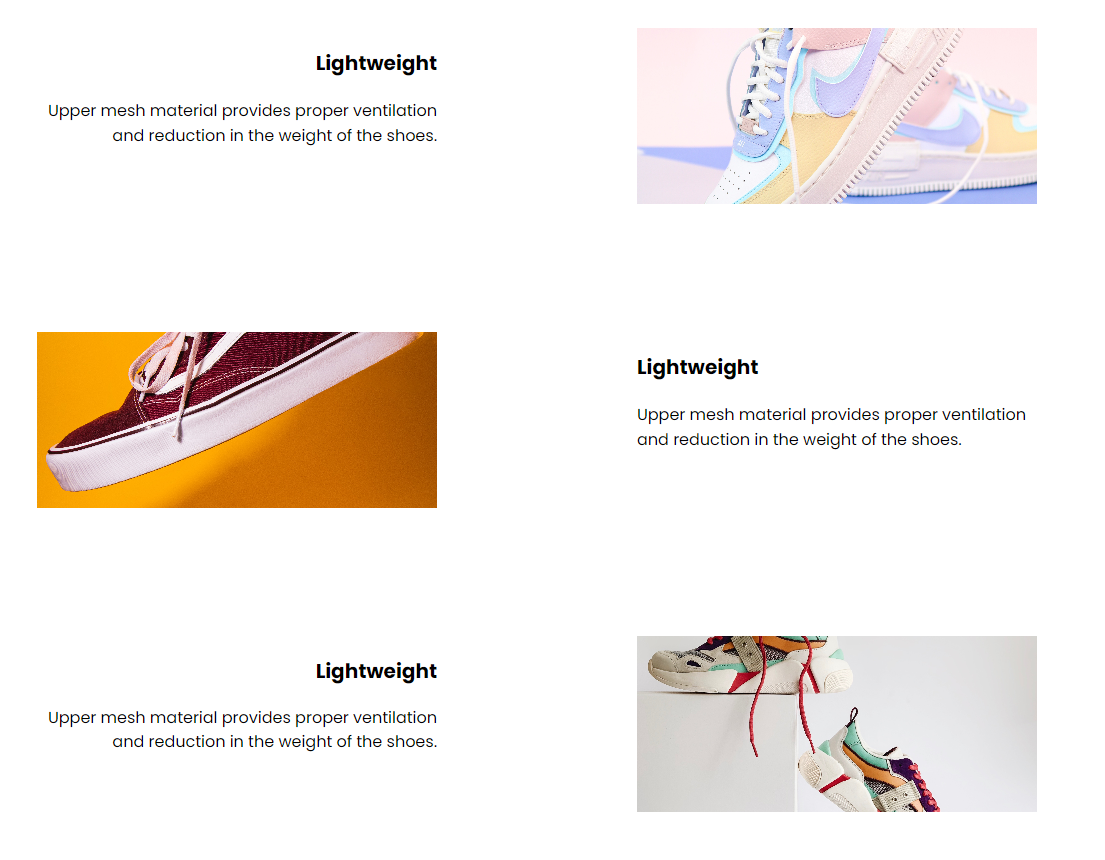 Lightweight
Upper mesh material provides proper ventilation
and reduction in the weight of the shoes.
Lightweight
Upper mesh material provides proper ventilation
and reduction in the weight of the shoes.
Lightweight
Upper mesh material provides proper ventilation
and reduction in the weight of the shoes.